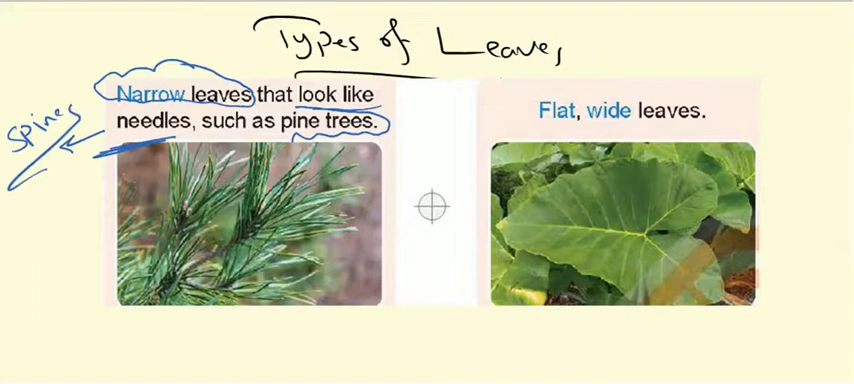 Types of Leaves
Narrow leaves that look like
needles, such as pine trees.
Spines
Flat, wide leaves.